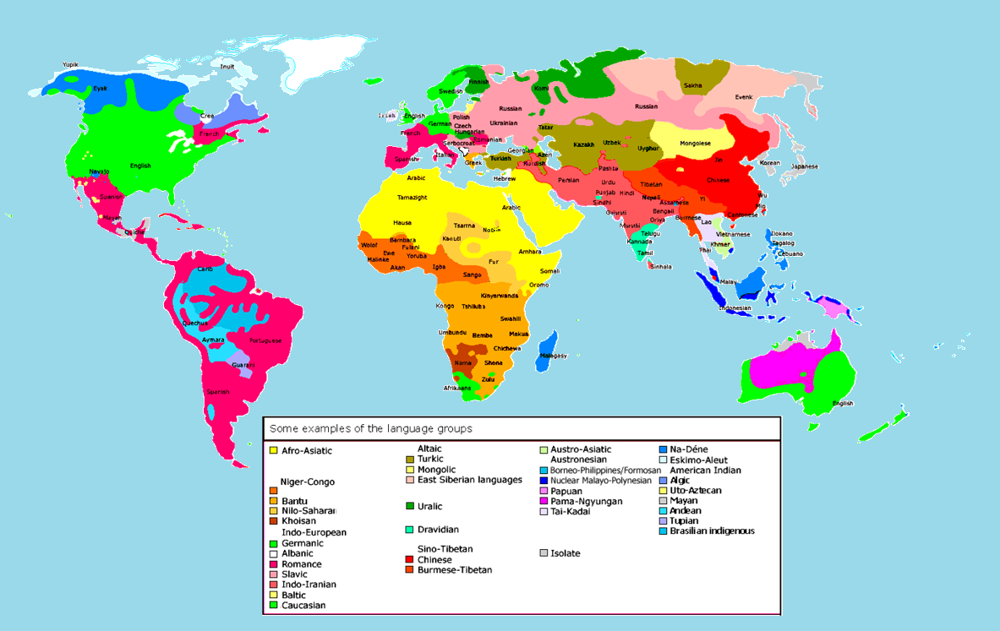 Yupik
Inuit
Eyak
Cree
French
English
Navajo
Spanish
Mayan
Quiche
Carib
Quechua
Aymara
Portuguese
Guarani
Spanish
Irish
English
Swedish
Finnish
Komi
Sakha
Evenk
Russian
Russian
German
Polish
Czech
Ukrainian
Hungarian
Tatar
French
Romanian
Serbocroat
Spanish
Italian
Greek
Turkish
Georgian
Azeri
Kurdish
Kazakh
Uzbek
Uyghur
Mongolese
Jin
Korean
Japanese
Chinese
Wu
Min
Cantonese
Hebrew
Persian
Pashto
Urdu
Punjab
Hindi
Sindhi
Tibetan
Nepali
Yi
Assamese
Bengali
Gujrati
Marathi
Oriya
Telugu
Kannada
Tamil
Sinhala
Burmese
Lao
Thai
Khmer
Vietnamese
Ilokano
Tagalog
Cebuano
Malay
Indonesian
Arabic
Tamazight
Arabic
Hausa
Tsarma
Nobiin
Kanuti
Wolof
Bambara
Fulani
Ewe
Yoruba
Malinke
Akan
Igbo
Fur
Amhara
Somali
Sango
Oromo
Kinyarwanda
Kongo
Tshiluba
Swahili
Umbundu
Bemba
Makua
Chichewa
Nama
Shona
Zulu
Afrikaans
Malagasy
English
Some examples of the language groups
Afro-Asiatic
Niger-Congo
Bantu
Nilo-Saharan
Khoisan
Indo-European
Germanic
Albanic
Romance
Slavic
Indo-Iranian
Baltic
Caucasian
Altaic
Turkic
Mongolic
East Siberian languages
Uralic
Dravidian
Sino-Tibetan
Chinese
Burmese-Tibetan
Austro-Asiatic
Austronesian
Borneo-Philippines/Formosan
Nuclear Malayo-Polynesian
Papuan
Pama-Ngyungan
Tai-Kadai
Isolate
Na-Déne
Eskimo-Aleut
American Indian
Algic
Uto-Aztecan
Mayan
Andean
Tupian
Brasilian indigenous